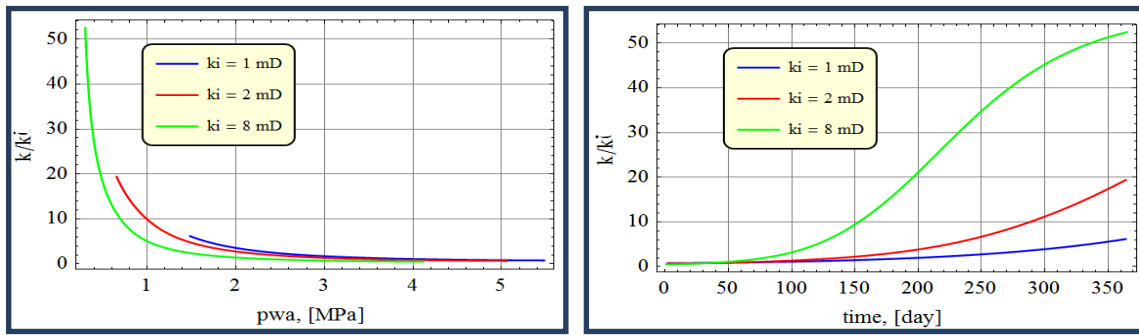 50
40
30
20
10
0
k/ki
ki = 1 mD
ki = 2 mD
ki = 8 mD
1 2 3 4 5
pwa, [MPa]
50
40
30
20
10
0
k/ki
ki = 1 mD
ki = 2 mD
ki = 8 mD
0 50 100 150 200 250 300 350
time, [day]